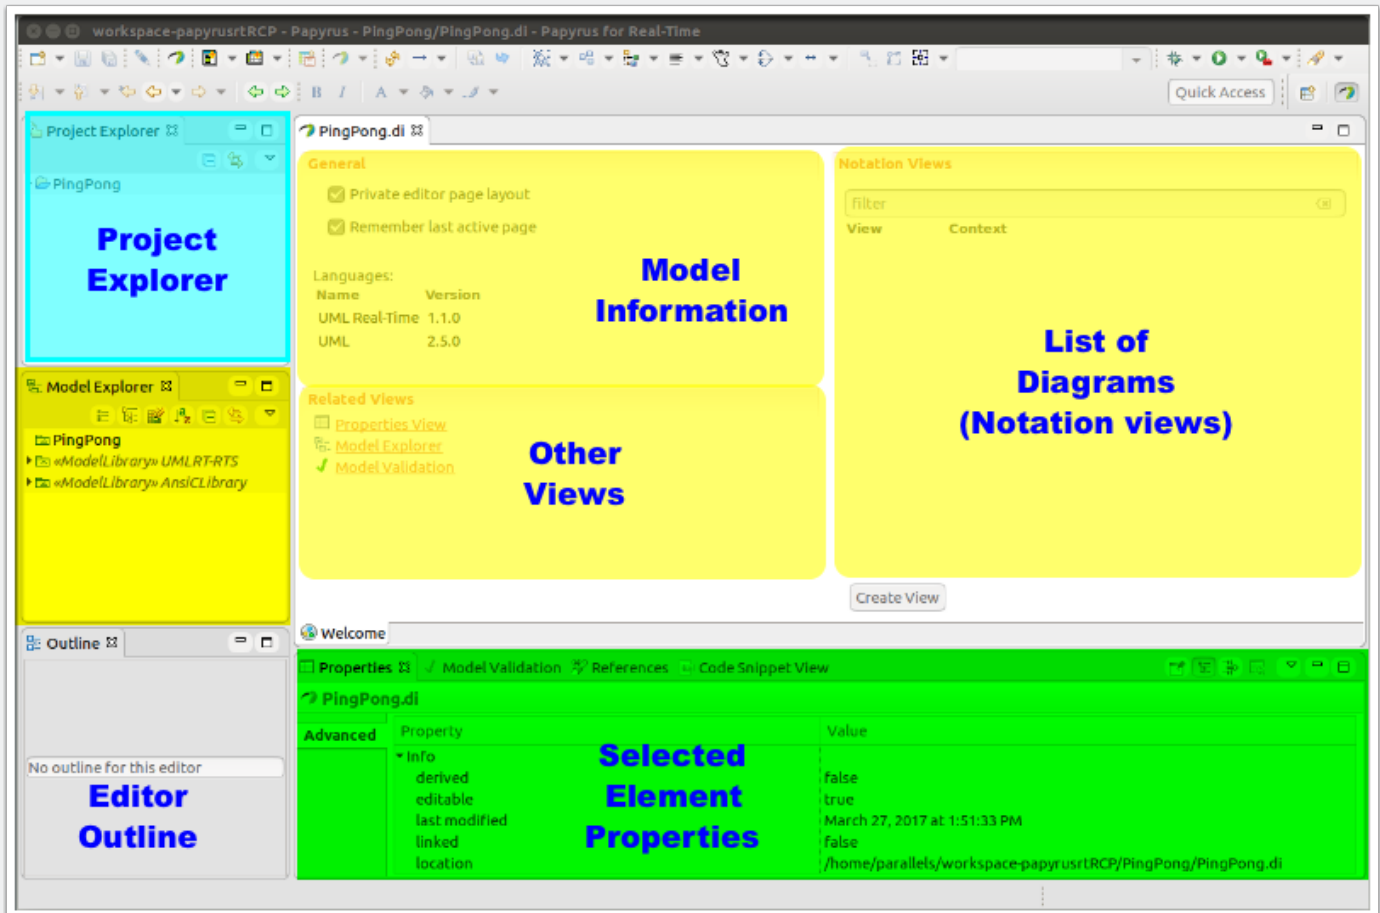 workspace-papyrusrtRCP - Papyrus - PingPong/PingPong.di - Papyrus for Real-Time
B I A
Quick Access
Project Explorer
PingPong
Project
Explorer
Model Explorer
PingPong
«ModelLibrary» UMLRT-RTS
«ModelLibrary» AnsiCLibrary
Outline
No outline for this editor
Editor
Outline
PingPong.di
General
Private editor page layout
Remember last active page
Languages:
Name Version
UML Real-Time 1.1.0
UML 2.5.0
Model
Information
Related Views
Properties View
Model Explorer
Model Validation
Other
Views
Notation Views
filter
View Context
List of
Diagrams
(Notation views)
Create View
Welcome
Properties Model Validation References Code Snippet View
PingPong.di
Advanced
Property Value
Info
derived false
editable true
last modified March 27, 2017 at 1:51:33 PM
linked false
location /home/parallels/workspace-papyrusrtRCP/PingPong/PingPong.di
Selected
Element
Properties